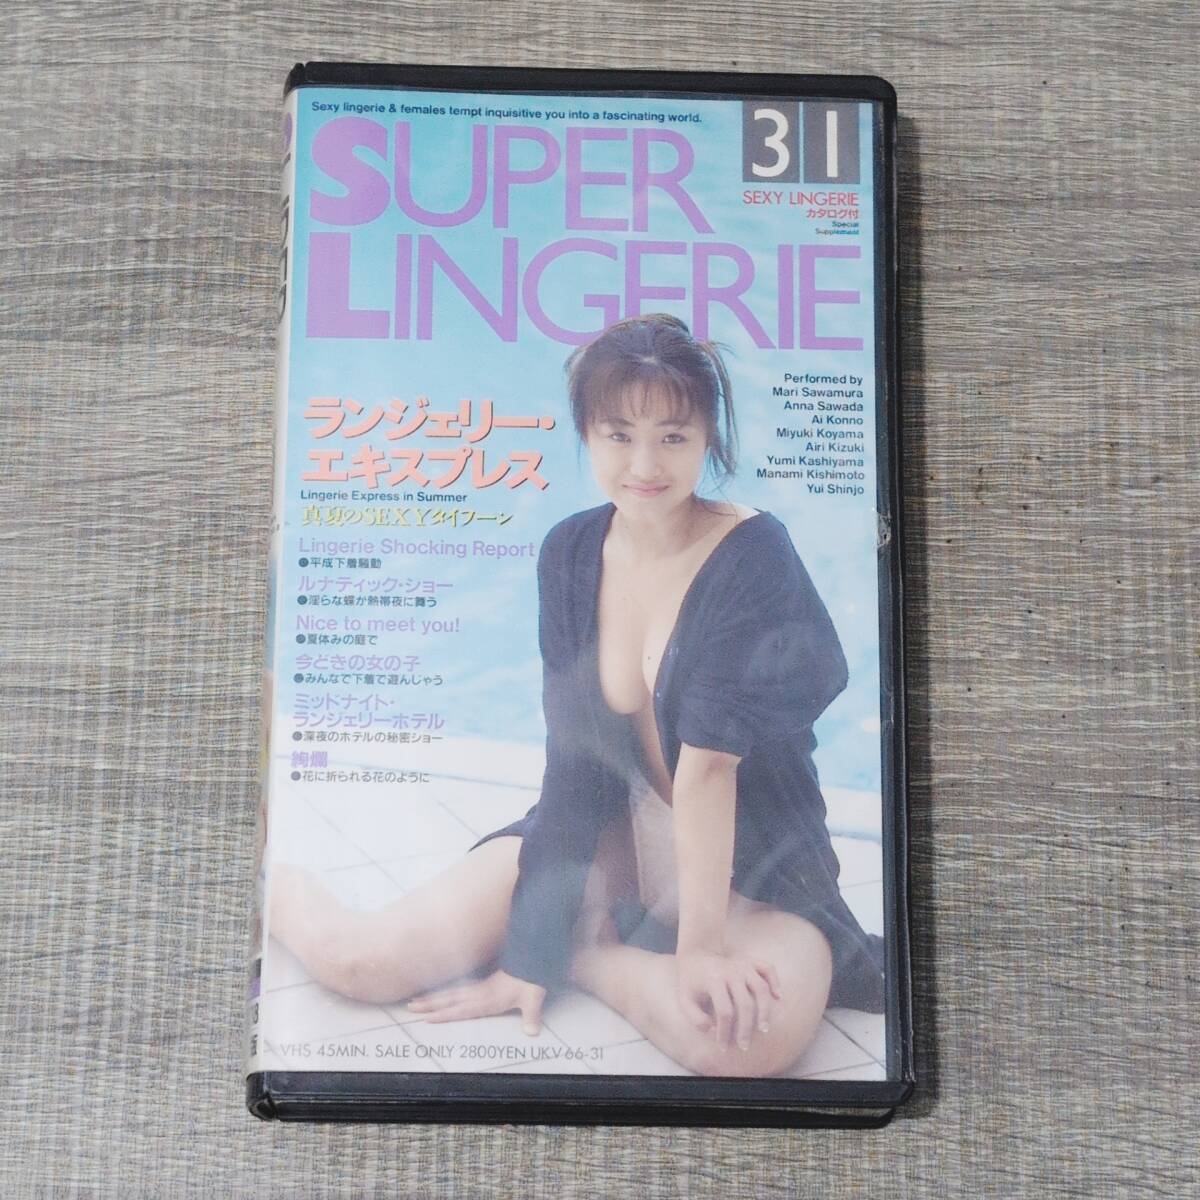 Sexy lingerie & females tempt inquisitive you into a fascinating world.
SUPER
LINGERIE
31
SEXY LINGERIE
カタログ付
Special
Supplement
Performed by
Mari Sawamura
Anna Sawada
Ai Konno
Miyuki Koyama
Airi Kizuki
Yumi Kashiyama
Manami Kishimoto
Yui Shinjo
ランジェリー・
エキスプレス
Lingerie Express in Summer
真夏のSEXYタイフーン
Lingerie Shocking Report
●平成下着騒動
ルナティック・ショー
●淫らな蝶が熱帯夜に舞う
Nice to meet you!
●夏休みの庭で
今どきの女の子
●みんなで下着で遊んじゃう
ミッドナイト・
ランジェリーホテル
●深夜のホテルの秘密ショー
絢爛
●花に折られる花のように
VHS 45MIN. SALE ONLY 2800YEN UKV66-31